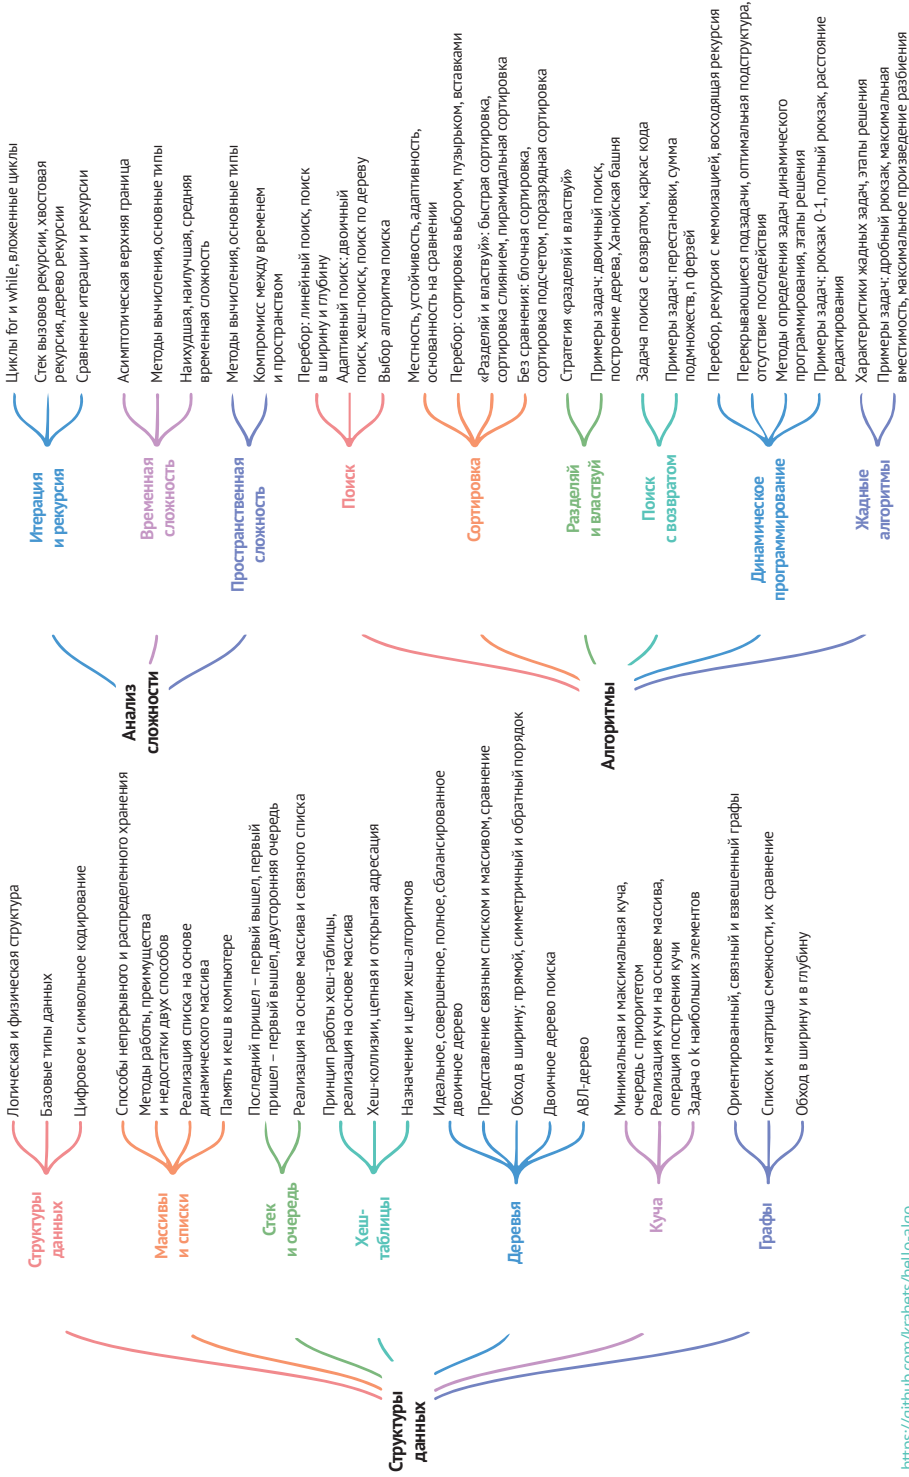 Структуры
данных
Структуры
данных
Логическая и физическая структура
Базовые типы данных
Цифровое и символьное кодирование
Массивы
и списки
Способы непрерывного и распределенного хранения
Методы работы, преимущества
и недостатки двух способов
Реализация списка на основе
динамического массива
Память и кеш в компьютере
Стек
и очередь
Последний пришел – первый вышел, первый
пришел – первый вышел, двусторонняя очередь
Реализация на основе массива и связного списка
Хеш-
таблицы
Принцип работы хеш-таблицы,
реализация на основе массива
Хеш-коллизии, цепная и открытая адресация
Назначение и цели хеш-алгоритмов
Деревья
Идеальное, совершенное, полное, сбалансированное
двоичное дерево
Представление связным списком и массивом, сравнение
Обход в ширину; прямой, симметричный и обратный порядок
Двоичное дерево поиска
АВЛ-дерево
Куча
Минимальная и максимальная куча,
очередь с приоритетом
Реализация кучи на основе массива,
операция построения кучи
Задача о k наибольших элементов
Графы
Ориентированный, связный и взвешенный графы
Список и матрица смежности, их сравнение
Обход в ширину и в глубину
Анализ
сложности
Итерация
и рекурсия
Циклы for и while, вложенные циклы
Стек вызовов рекурсии, хвостовая
рекурсия, дерево рекурсии
Сравнение итерации и рекурсии
Временная
сложность
Асимптотическая верхняя граница
Методы вычисления, основные типы
Наихудшая, наилучшая, средняя
временная сложность
Пространственная
сложность
Методы вычисления, основные типы
Компромисс между временем
и пространством
Алгоритмы
Поиск
Перебор: линейный поиск, поиск
в ширину и глубину
Адаптивный поиск: двоичный
поиск, хеш-поиск, поиск по дереву
Выбор алгоритма поиска
Сортировка
Местность, устойчивость, адаптивность,
основанность на сравнении
Перебор: сортировка выбором, пузырьком, вставками
«Разделяй и властвуй»: быстрая сортировка,
сортировка слиянием, пирамидальная сортировка
Без сравнения: блочная сортировка,
сортировка подсчетом, поразрядная сортировка
Разделяй
и властвуй
Стратегия «разделяй и властвуй»
Примеры задач: двоичный поиск,
построение дерева, Ханойская башня
Поиск
с возвратом
Задача поиска с возвратом, каркас кода
Примеры задач: перестановки, сумма
подмножеств, n ферзей
Динамическое
программирование
Перебор, рекурсия с мемоизацией, восходящая рекурсия
Перекрывающиеся подзадачи, оптимальная подструктура,
отсутствие последействия
Методы определения задач динамического
программирования, этапы решения
Примеры задач: рюкзак 0-1, полный рюкзак, расстояние
редактирования
Жадные
алгоритмы
Характеристики жадных задач, этапы решения
Примеры задач: дробный рюкзак, максимальная
вместимость, максимальное произведение разбиения
https://github.com/krahets/hello-algo